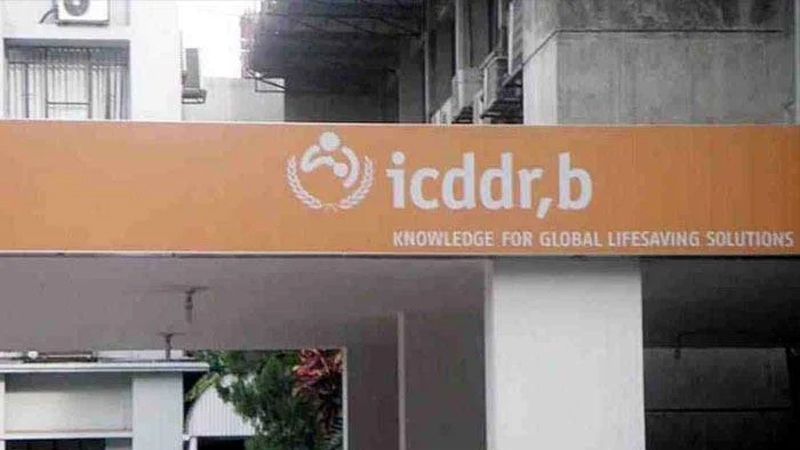 icddr,b
KNOWLEDGE FOR GLOBAL LIFESAVING SOLUTIONS